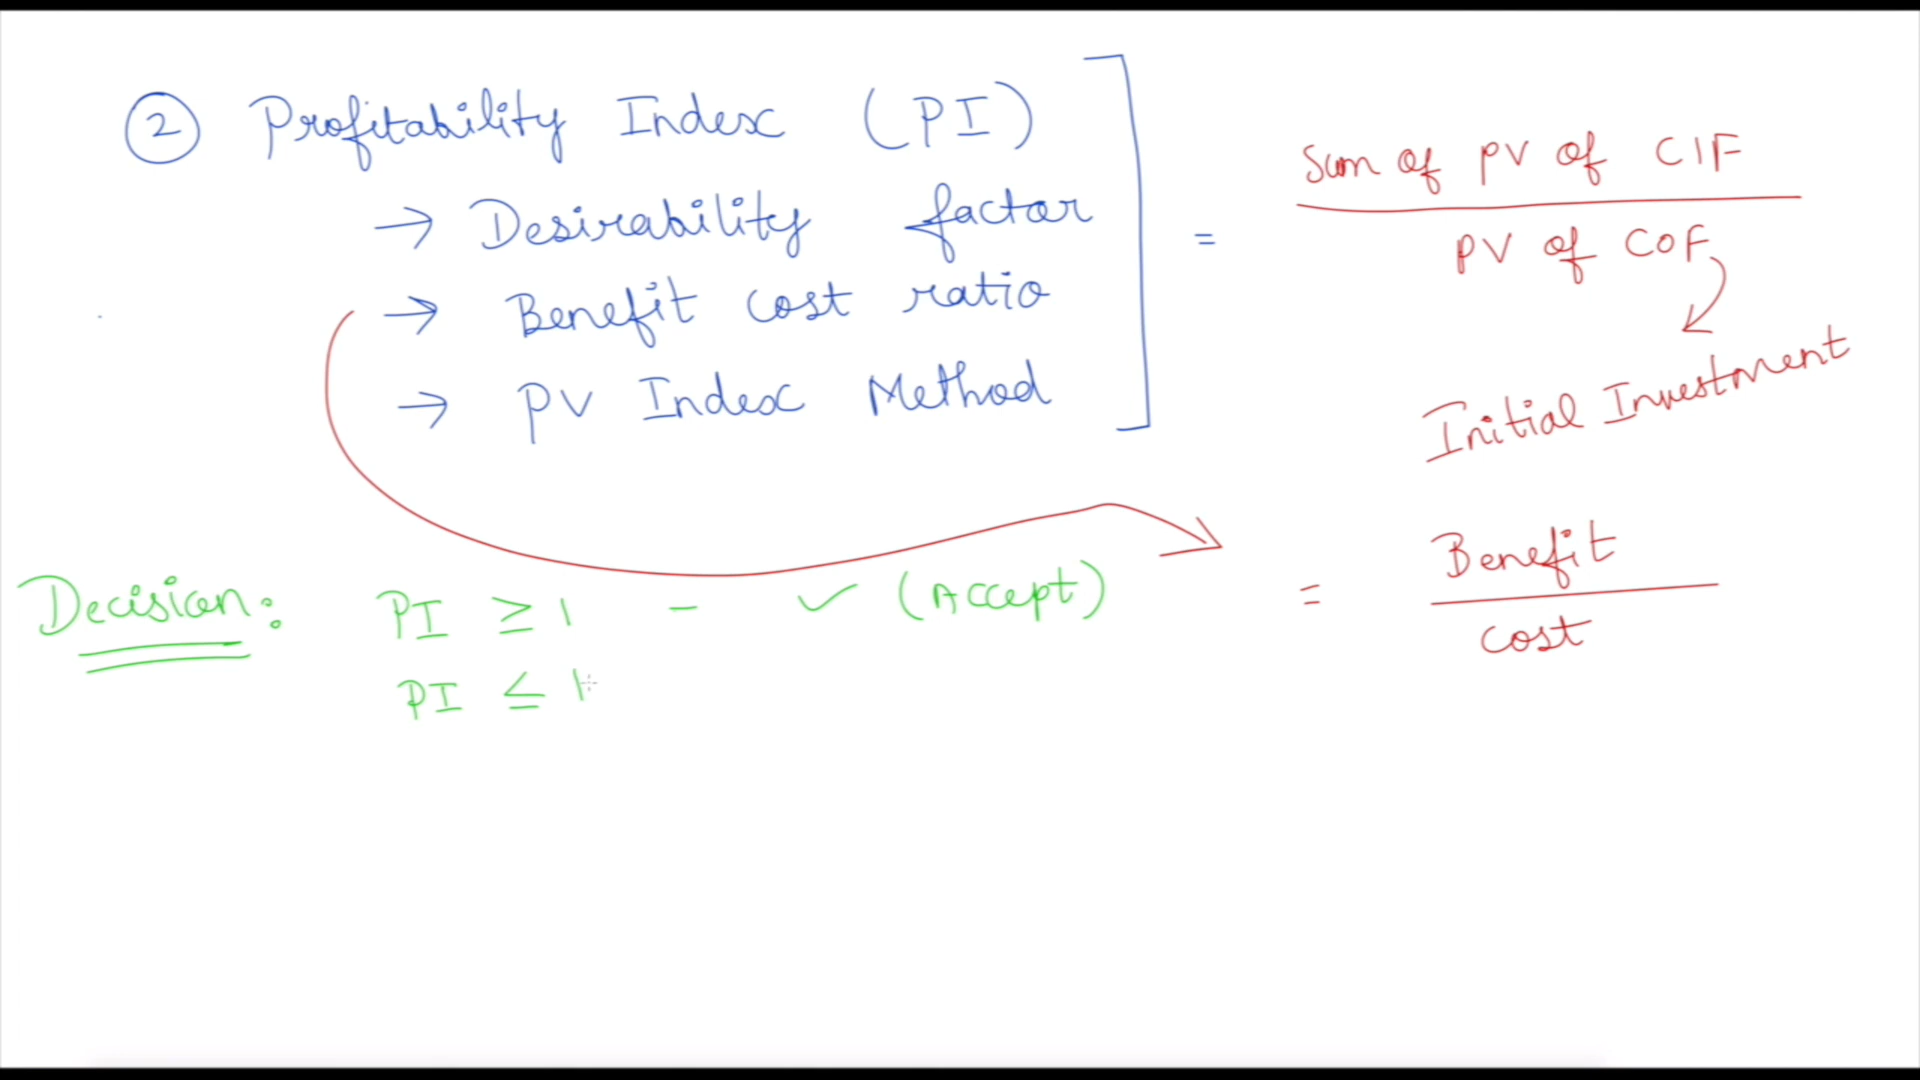 ② Profitability Index (PI)
→ Desirability factor
→ Benefit cost ratio
→ PV Index Method
= Sum of PV of CIF
PV of COF
Initial Investment
= Benefit
cost
Decision: PI ≥ 1 - ✓ (Accept)
PI ≤ 1